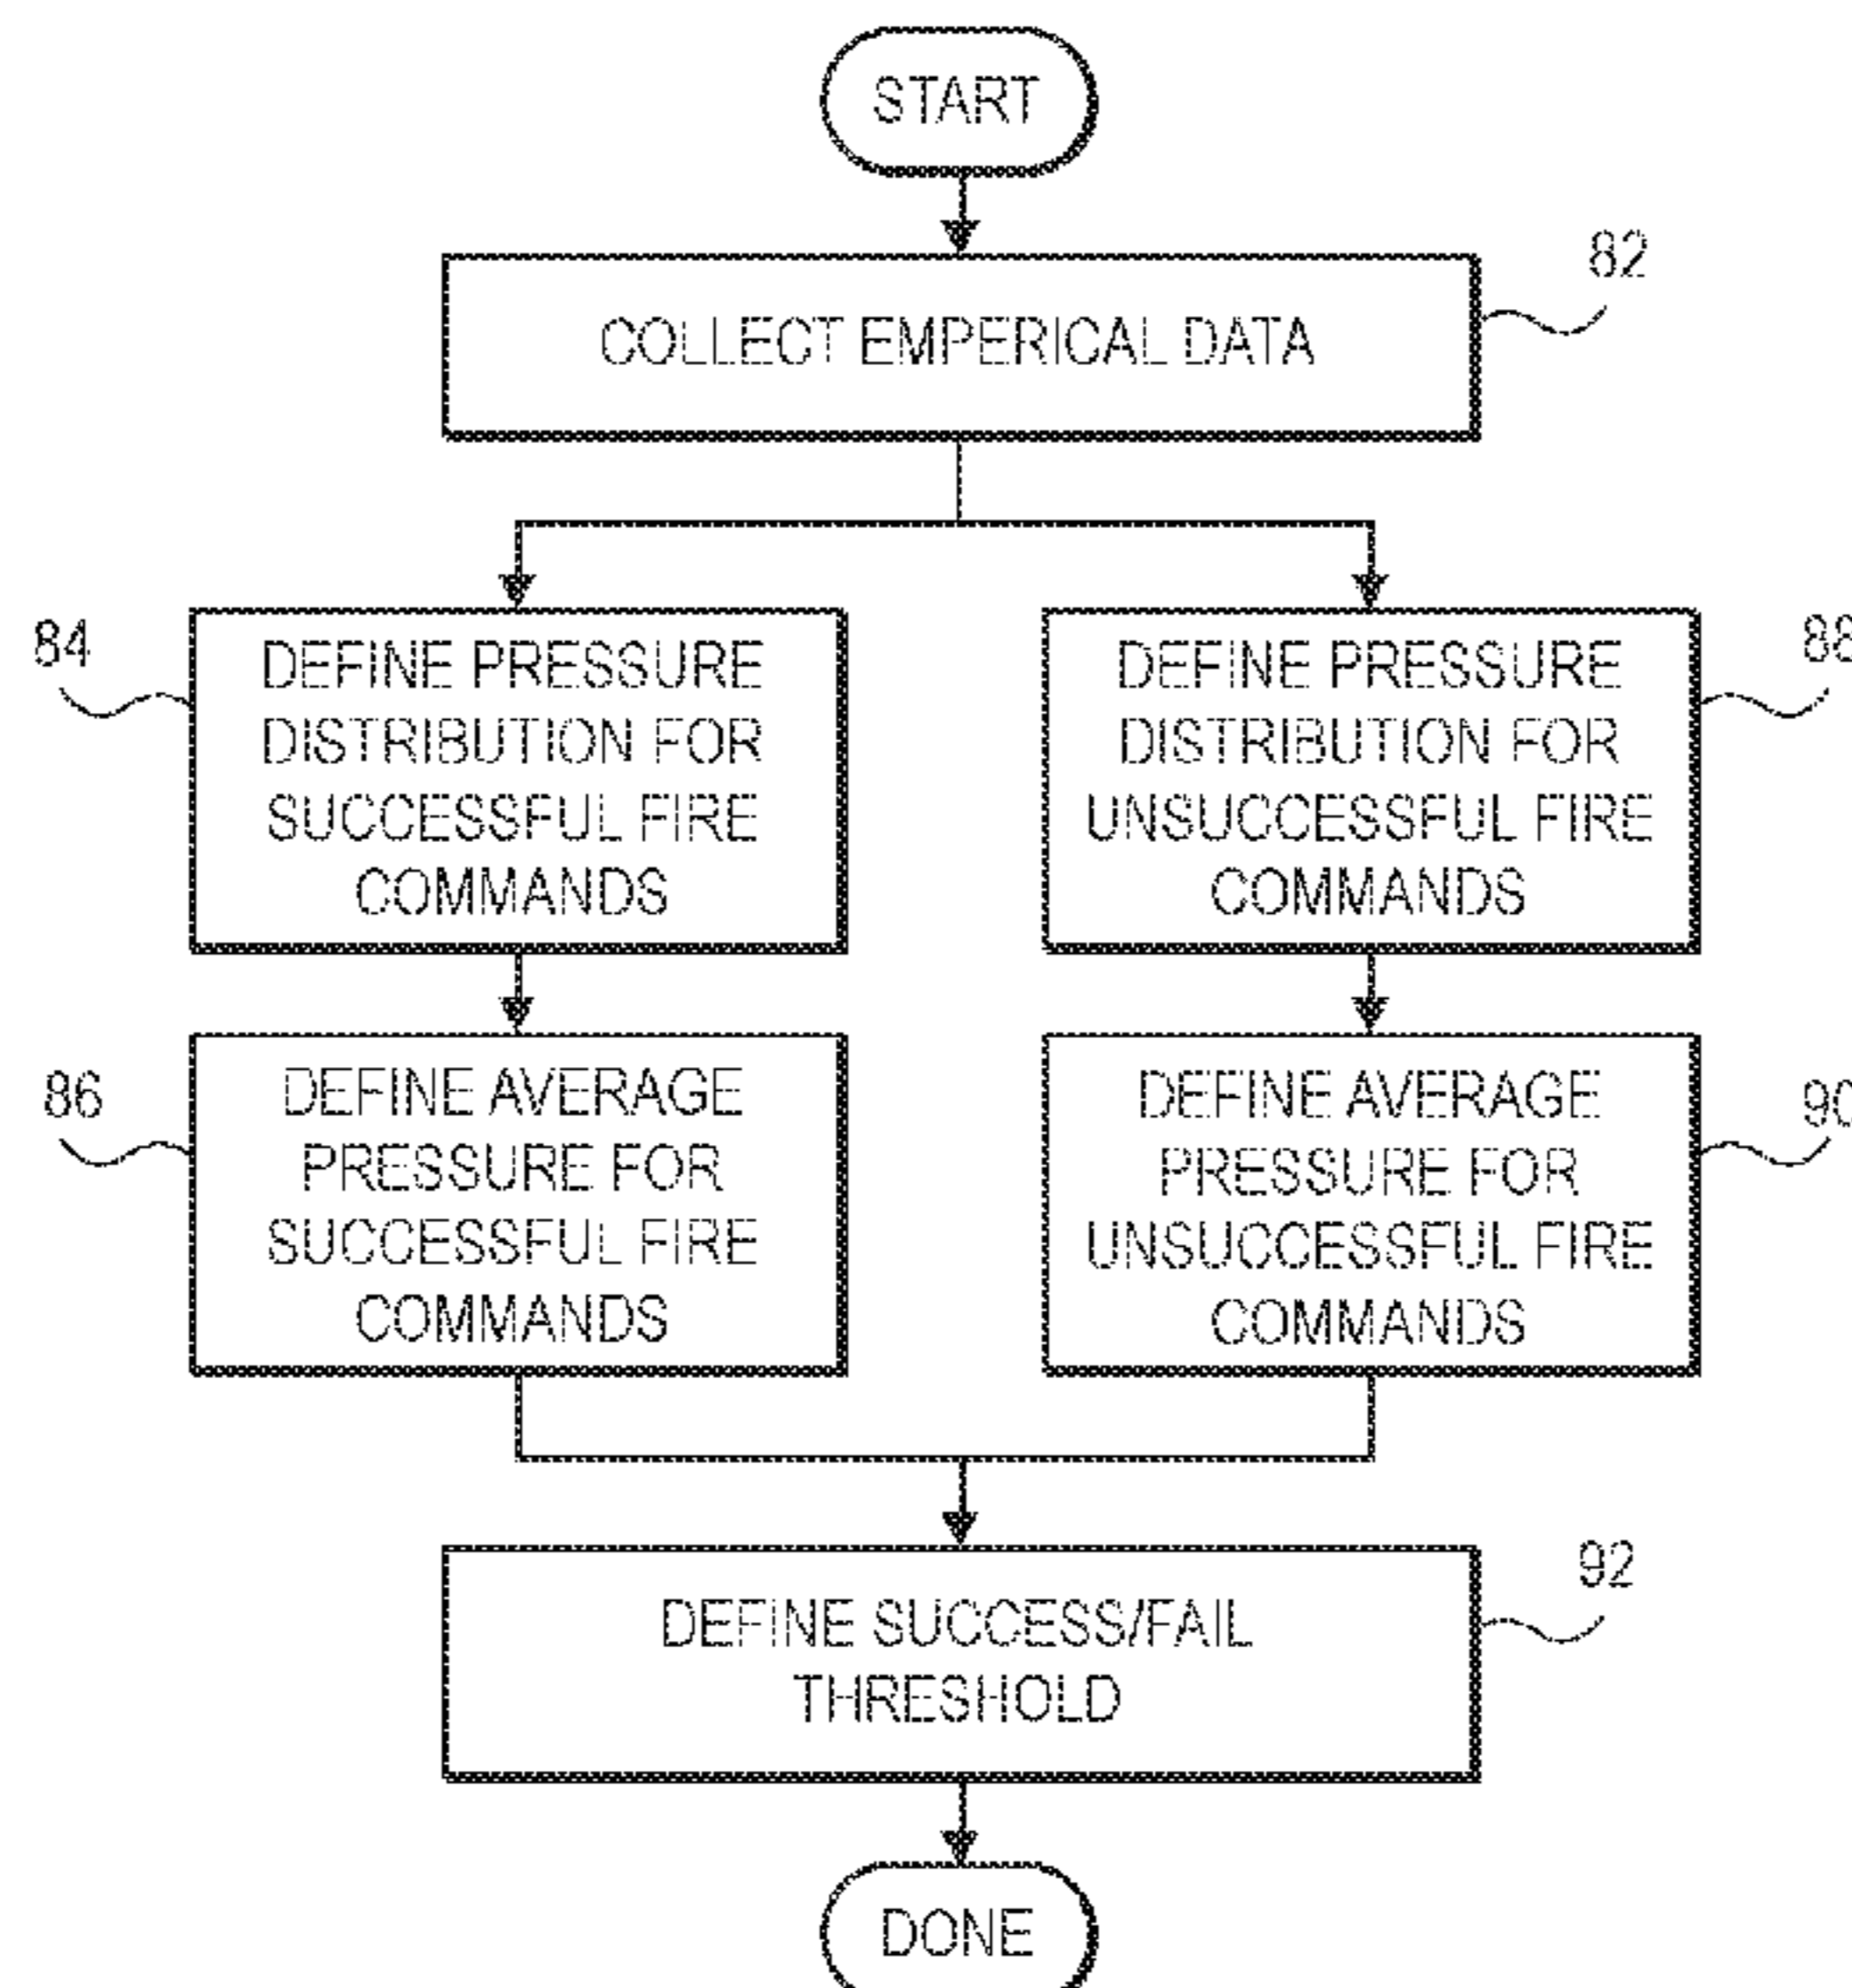 START
82
COLLECT EMPERICAL DATA
84
DEFINE PRESSURE
DISTRIBUTION FOR
SUCCESSFUL FIRE
COMMANDS
88
DEFINE PRESSURE
DISTRIBUTION FOR
UNSUCCESSFUL FIRE
COMMANDS
86
DEFINE AVERAGE
PRESSURE FOR
SUCCESSFUL FIRE
COMMANDS
90
DEFINE AVERAGE
PRESSURE FOR
UNSUCCESSFUL FIRE
COMMANDS
92
DEFINE SUCCESS/FAIL
THRESHOLD
DONE